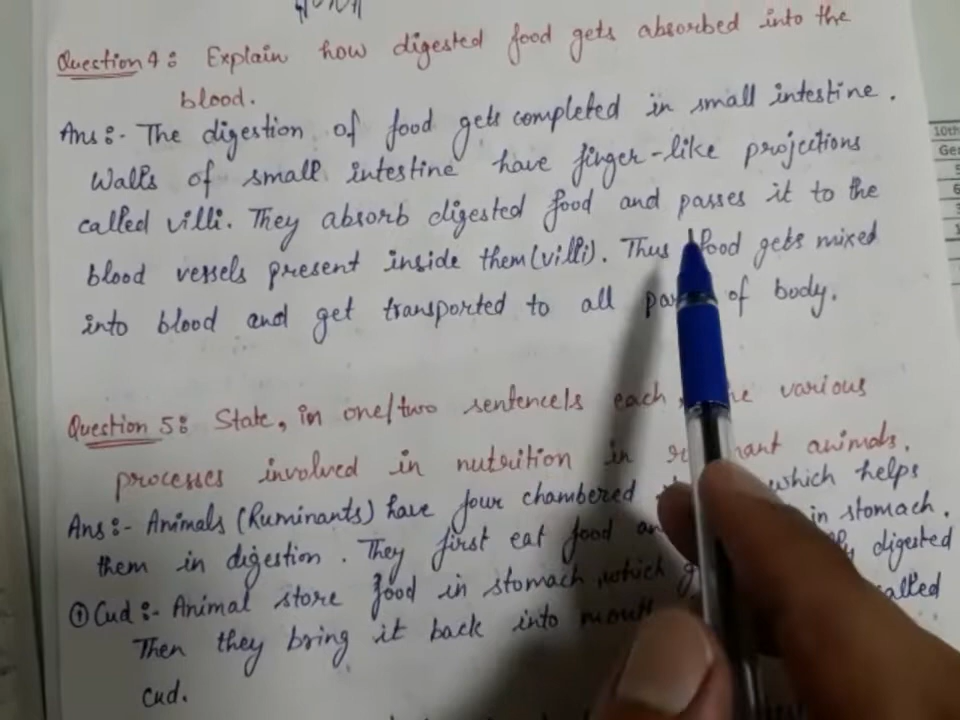 Question 4: Explain how digested food gets absorbed into the
blood.
Ans:- The digestion of food gets completed in small intestine.
Walls of small intestine have finger-like projections
called villi. They absorb digested food and passes it to the
blood vessels present inside them (villi). Thus food gets mixed
into blood and get transported to all of body.
Question 5: State, in one/two sentence/s each, various
processes involved in nutrition in animals.
Ans:- Animals (Ruminants) have four chambered which helps
them in digestion. They first eat food in stomach.
① Cud :- Animal store food in stomach, which digested
Then they bring it back into called
cud.
10th